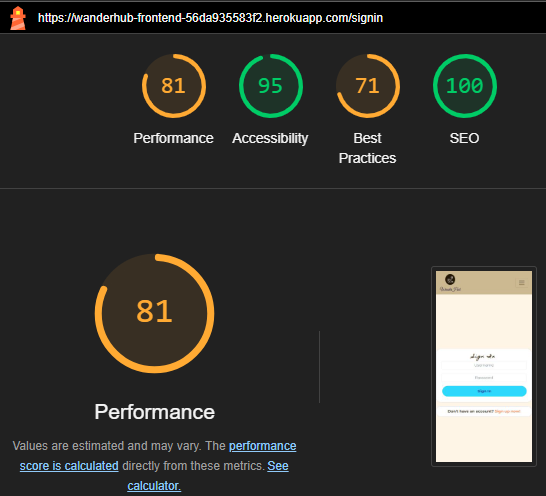 https://wanderhub-frontend-56da935583f2.herokuapp.com/signin
81
95
71
100
Performance
Accessibility
Best
Practices
SEO
81
Performance
Values are estimated and may vary. The performance
score is calculated directly from these metrics. See
calculator.
Sign In
Username
Password
Sign In
Don't have an account? Sign up now!